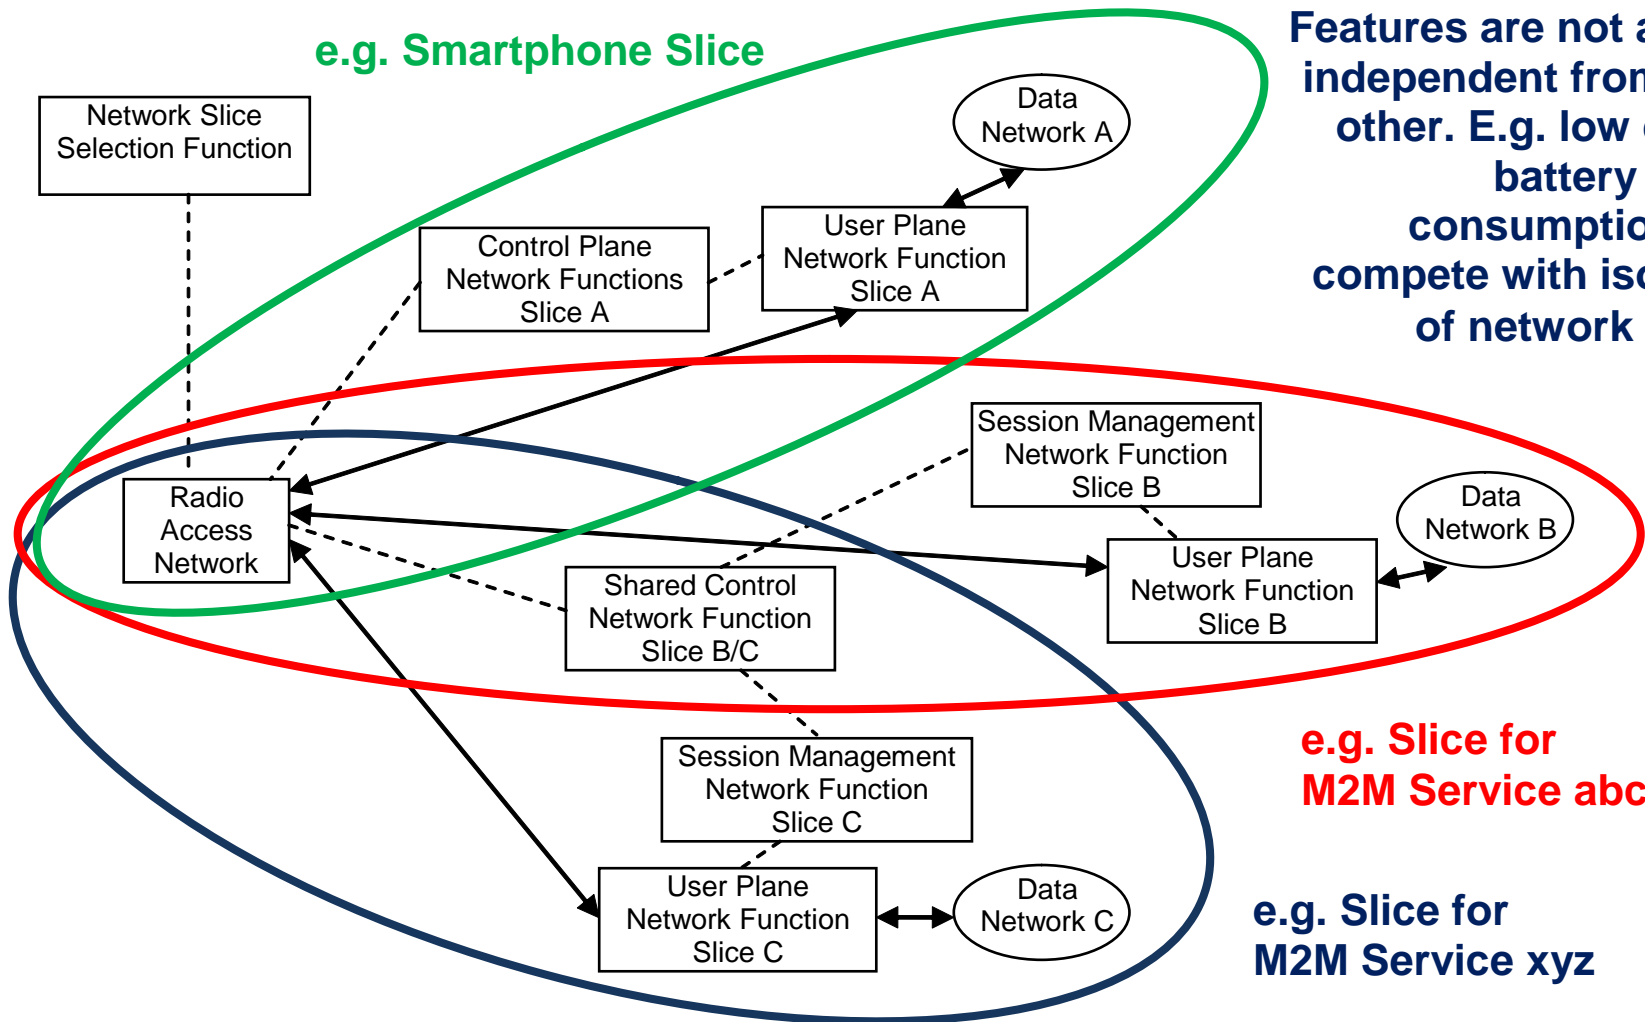 e.g. Smartphone Slice
Features are not
independent from
other. E.g. low
battery
consumption
compete with
of network
Network Slice
Selection Function
Data
Network A
Control Plane
Network Functions
Slice A
User Plane
Network Function
Slice A
Session Management
Network Function
Slice B
Data
Network B
Radio
Access
Network
User Plane
Network Function
Slice B
Shared Control
Network Function
Slice B/C
e.g. Slice for
M2M Service abc
Session Management
Network Function
Slice C
User Plane
Network Function
Slice C
Data
Network C
e.g. Slice for
M2M Service xyz